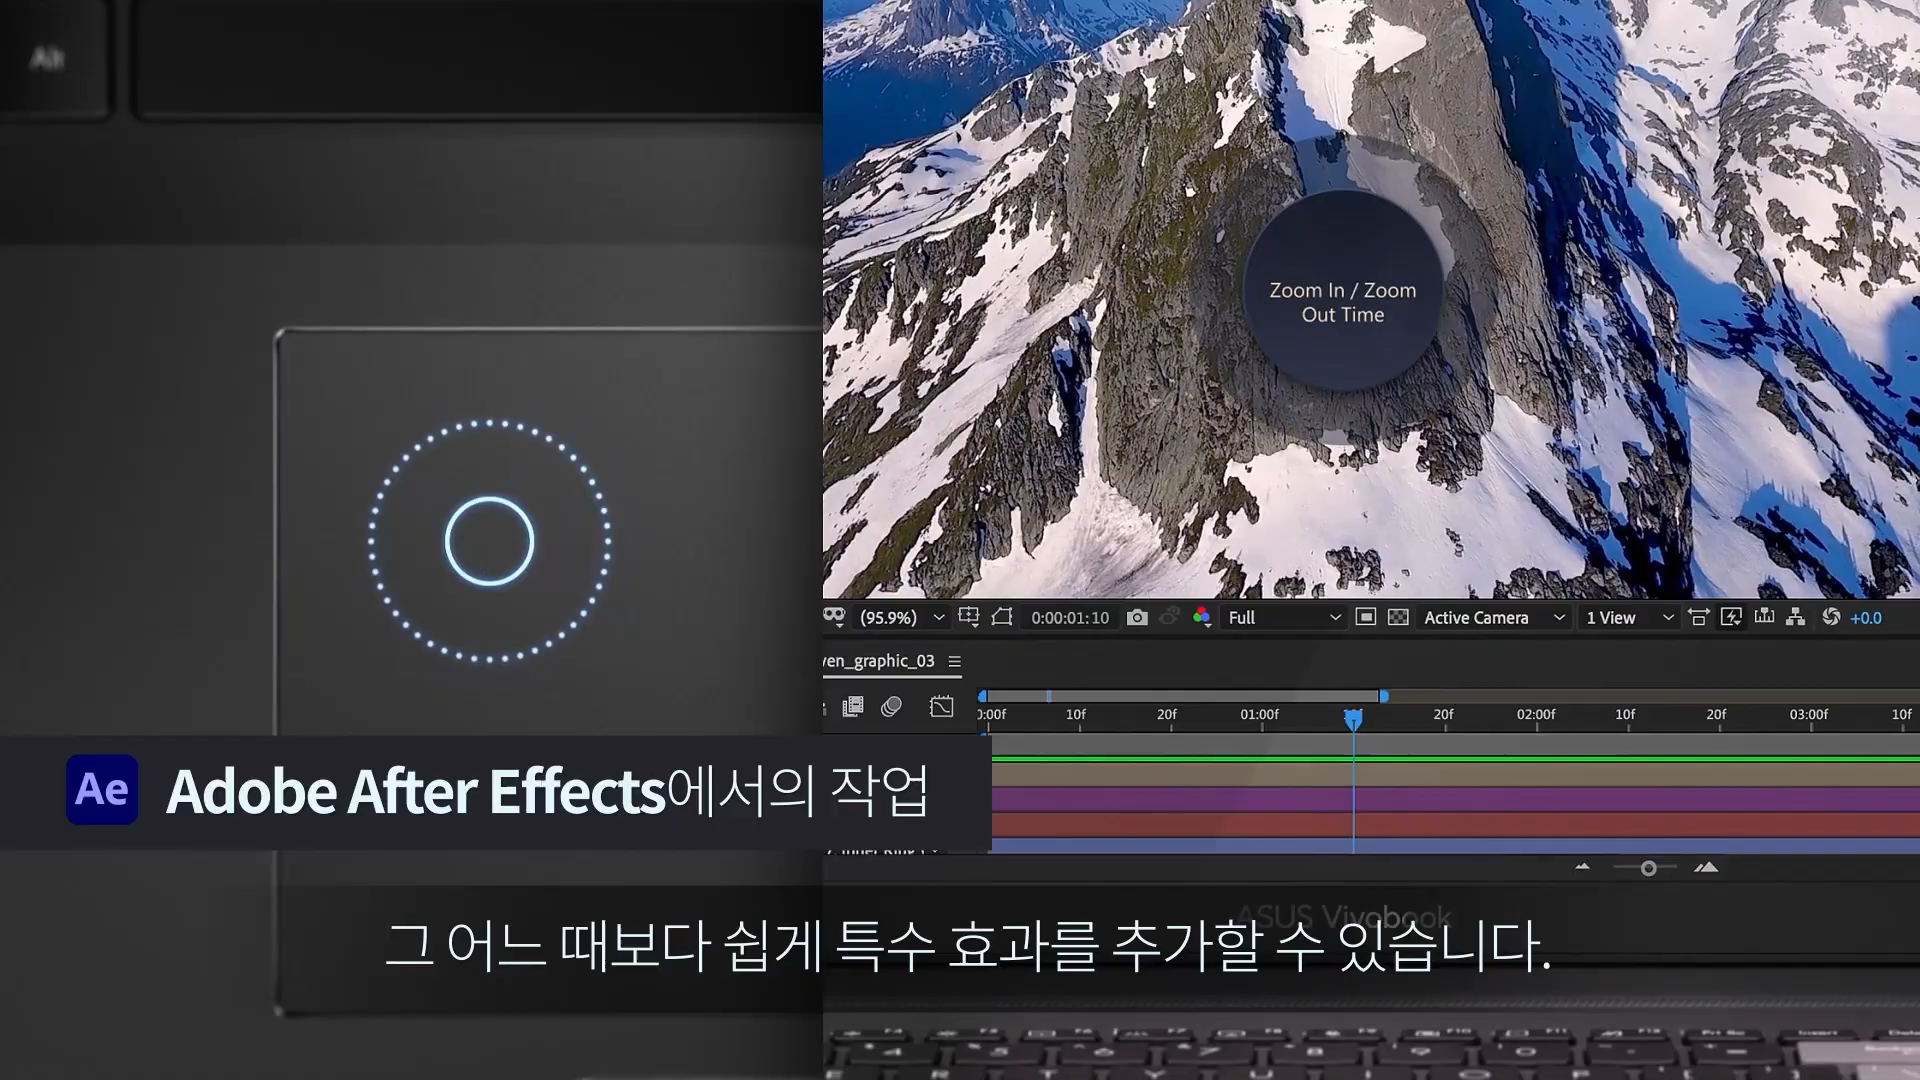 Alt
Zoom In / Zoom
Out Time
(95.9%)
0:00:01:10
Full
Active Camera
1 View
+0.0
ven_graphic_03
0:00f 10f 20f 01:00f 20f 02:00f 10f 20f 03:00f 10f
Ae Adobe After Effects에서의 작업
ASUS Vivobook
그 어느 때보다 쉽게 특수 효과를 추가할 수 있습니다.